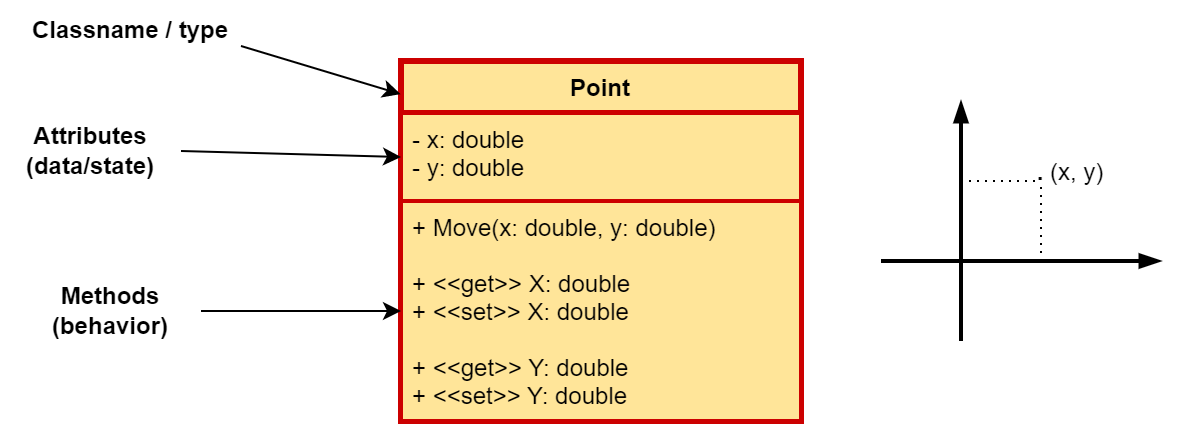 Classname / type
Attributes
(data/state)
Methods
(behavior)
Point
- x: double
- y: double
+ Move(x: double, y: double)
+ <<get>> X: double
+ <<set>> X: double
+ <<get>> Y: double
+ <<set>> Y: double
(x, y)